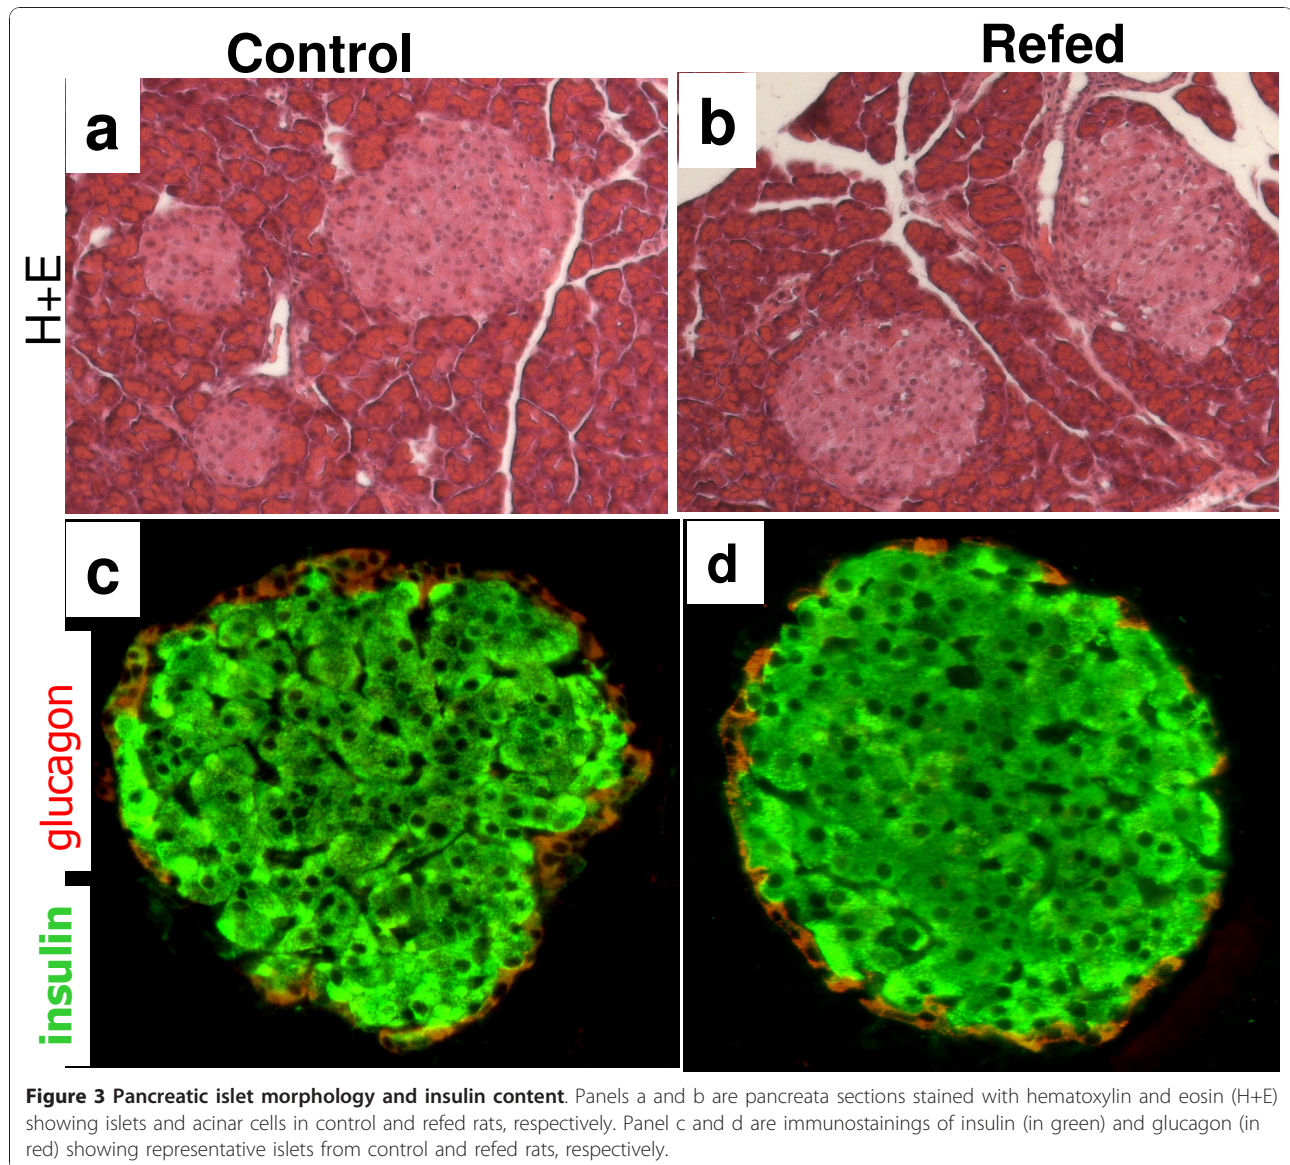 Control
Refed
a
b
H+E
c
d
glucagon
insulin
Figure 3 Pancreatic islet morphology and insulin content. Panels a and b are pancreata sections stained with hematoxylin and eosin (H+E)
showing islets and acinar cells in control and refed rats, respectively. Panel c and d are immunostainings of insulin (in green) and glucagon (in
red) showing representative islets from control and refed rats, respectively.